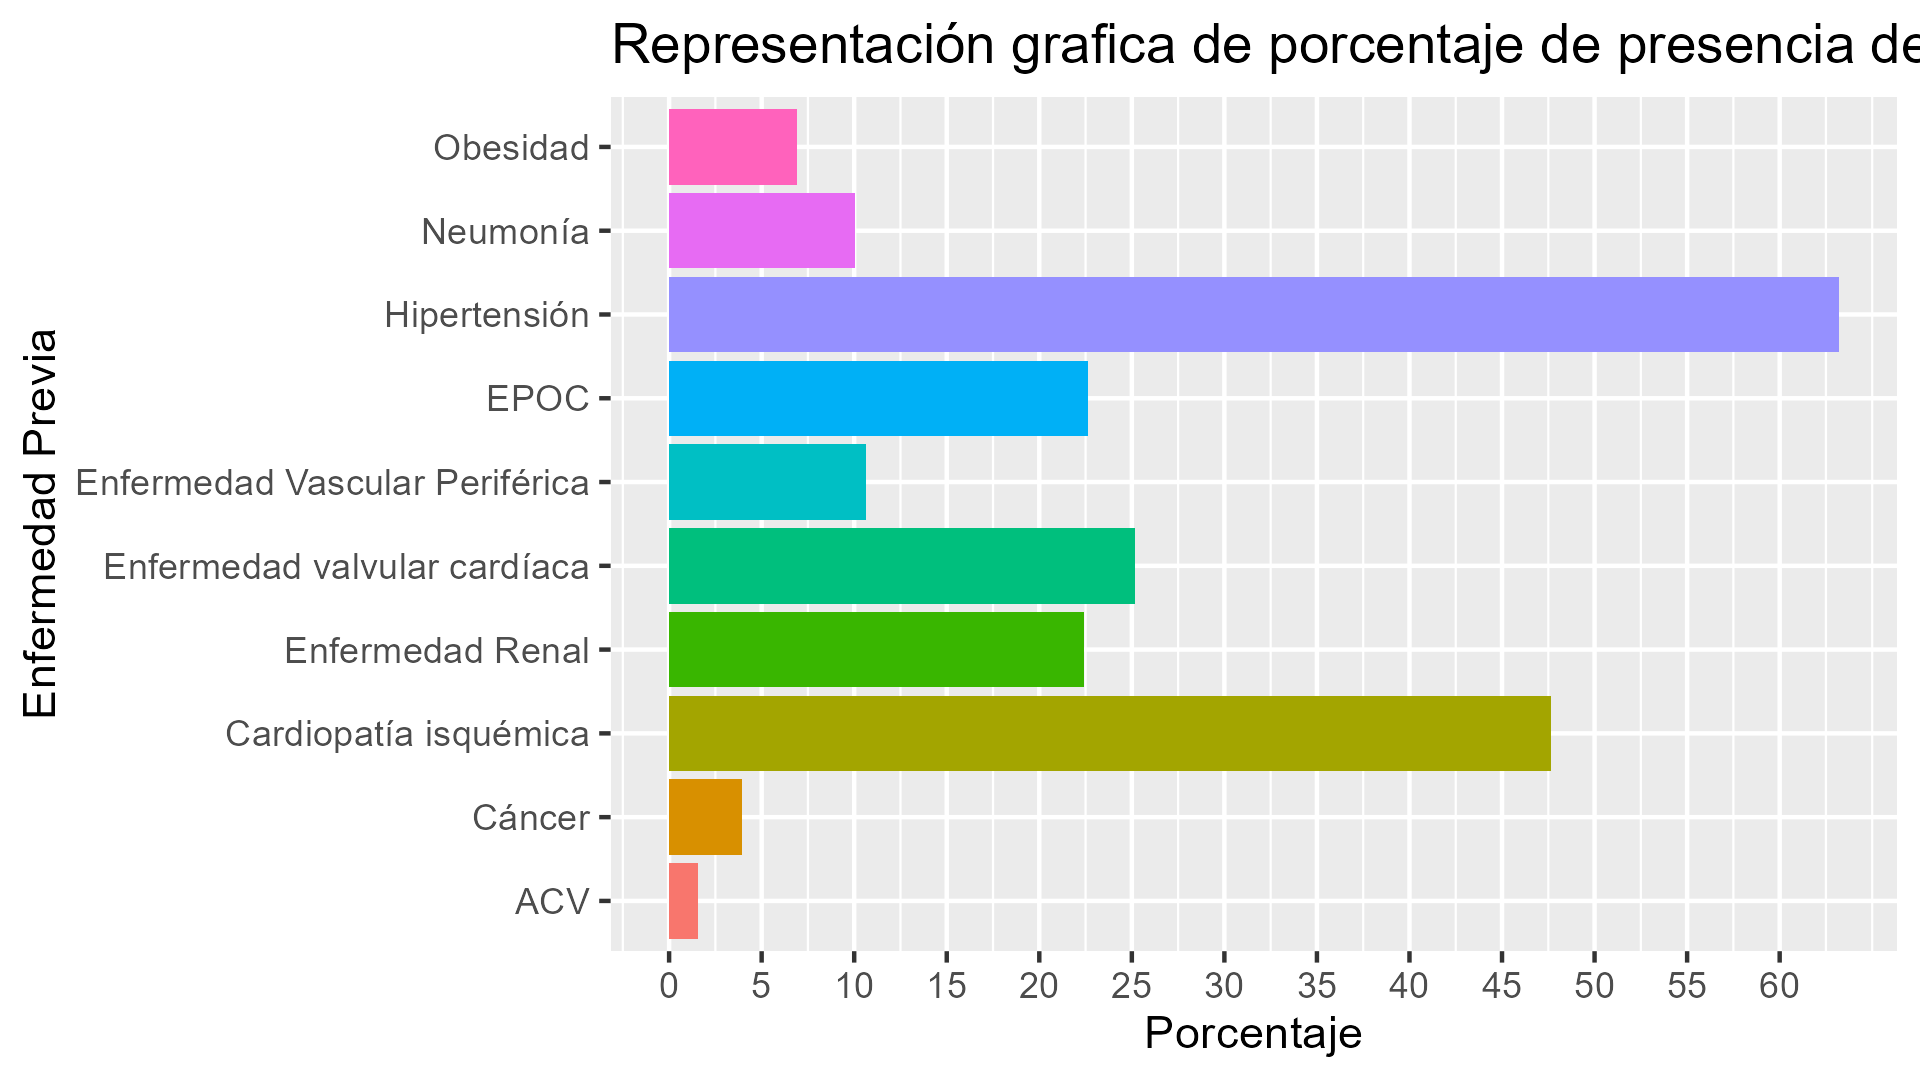 Representación grafica de porcentaje de presencia de
Enfermedad Previa
Obesidad
Neumonía
Hipertensión
EPOC
Enfermedad Vascular Periférica
Enfermedad valvular cardíaca
Enfermedad Renal
Cardiopatía isquémica
Cáncer
ACV
0 5 10 15 20 25 30 35 40 45 50 55 60
Porcentaje